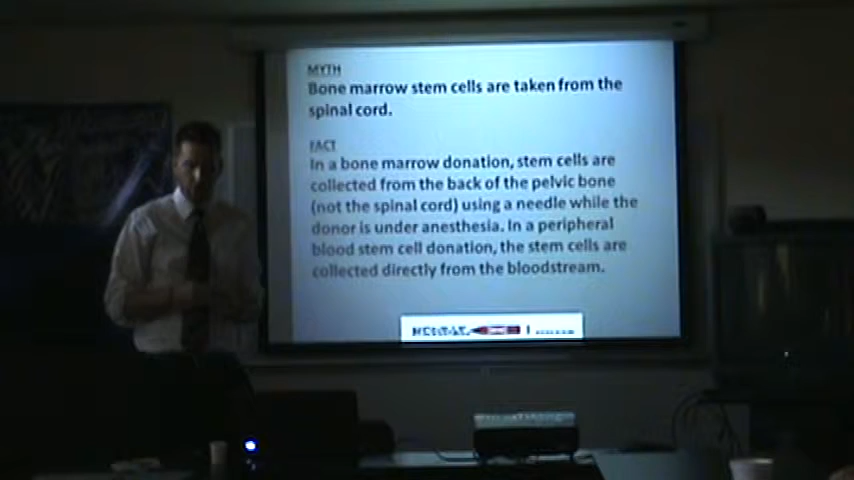 MYTH
Bone marrow stem cells are taken from the
spinal cord.
FACT
In a bone marrow donation, stem cells are
collected from the back of the pelvic bone
(not the spinal cord) using a needle while the
donor is under anesthesia. In a peripheral
blood stem cell donation, the stem cells are
collected directly from the bloodstream.